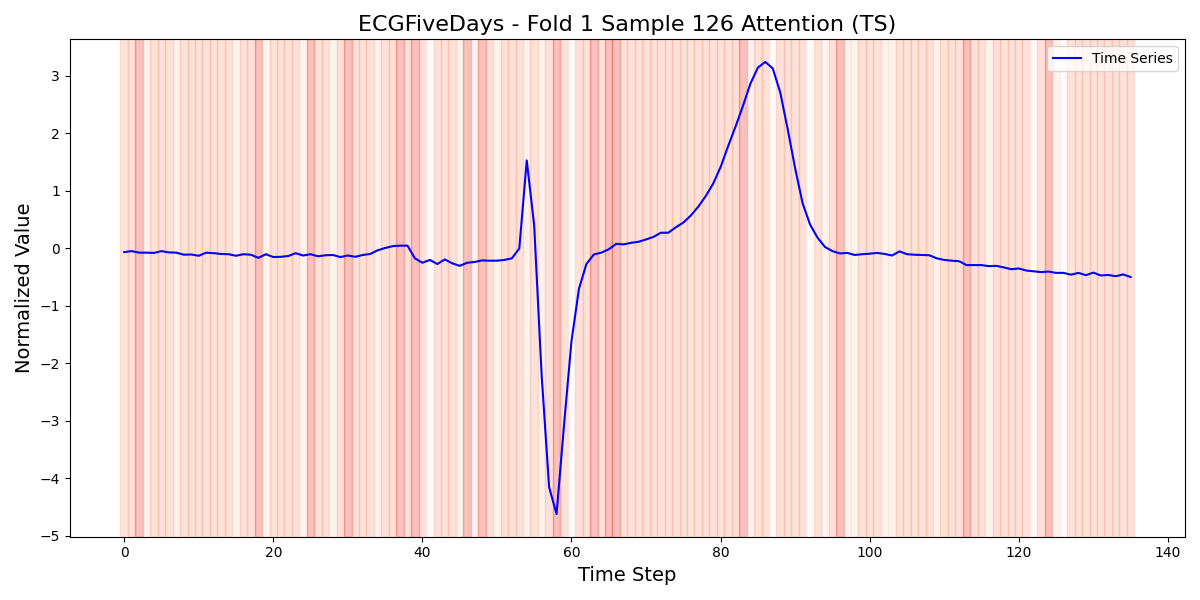 ECGFiveDays - Fold 1 Sample 126 Attention (TS)
Time Series
Normalized Value
3
2
1
0
−1
−2
−3
−4
−5
0 20 40 60 80 100 120 140
Time Step